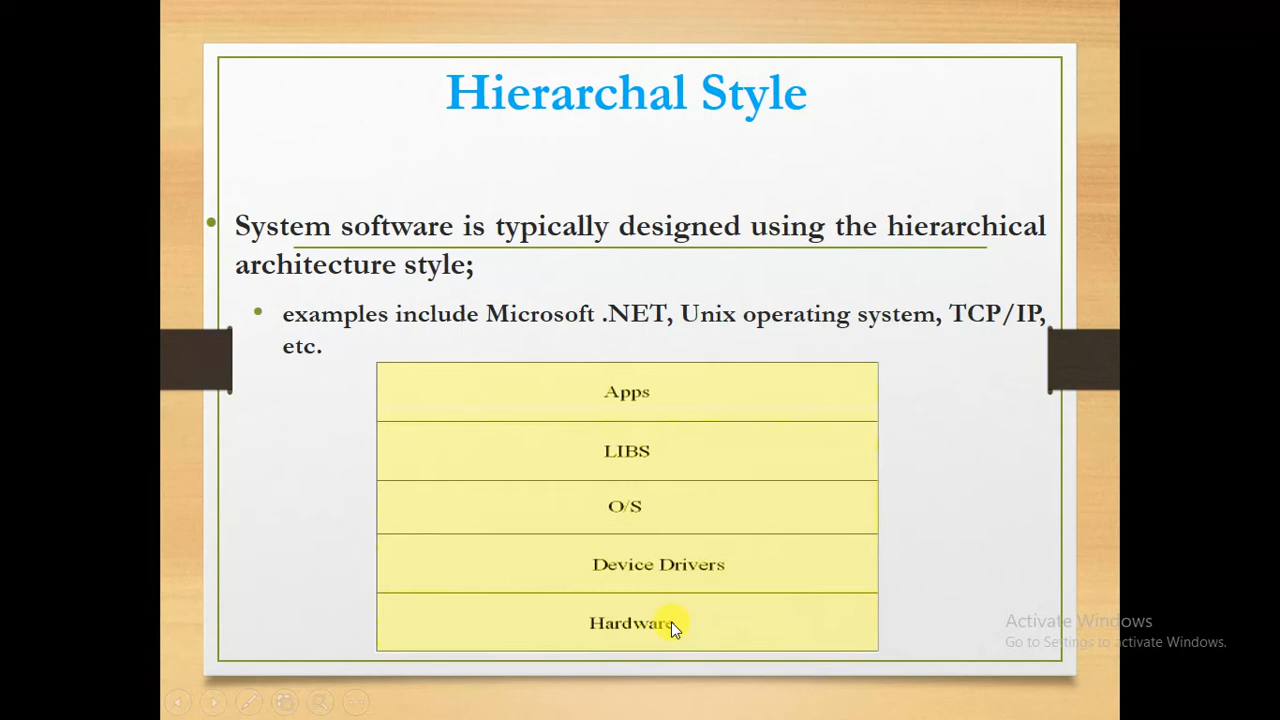 Hierarchal Style
• System software is typically designed using the hierarchical
architecture style;
• examples include Microsoft .NET, Unix operating system, TCP/IP,
etc.
Apps
LIBS
O/S
Device Drivers
Hardware
Activate Windows
Go to Settings to activate Windows.